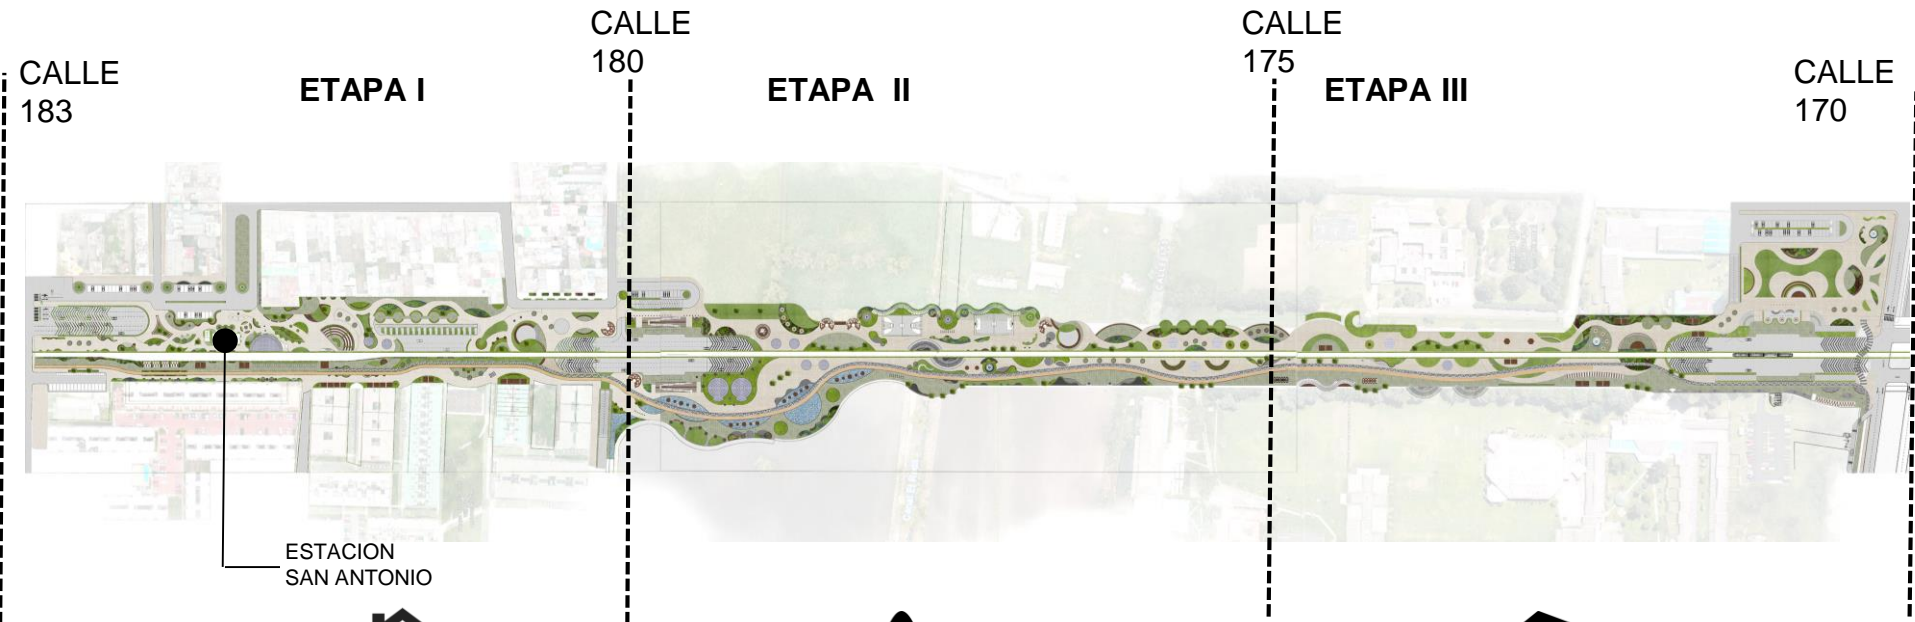 CALLE
183
ETAPA I
CALLE
180
ETAPA II
CALLE
175
ETAPA III
CALLE
170
ESTACION
SAN ANTONIO